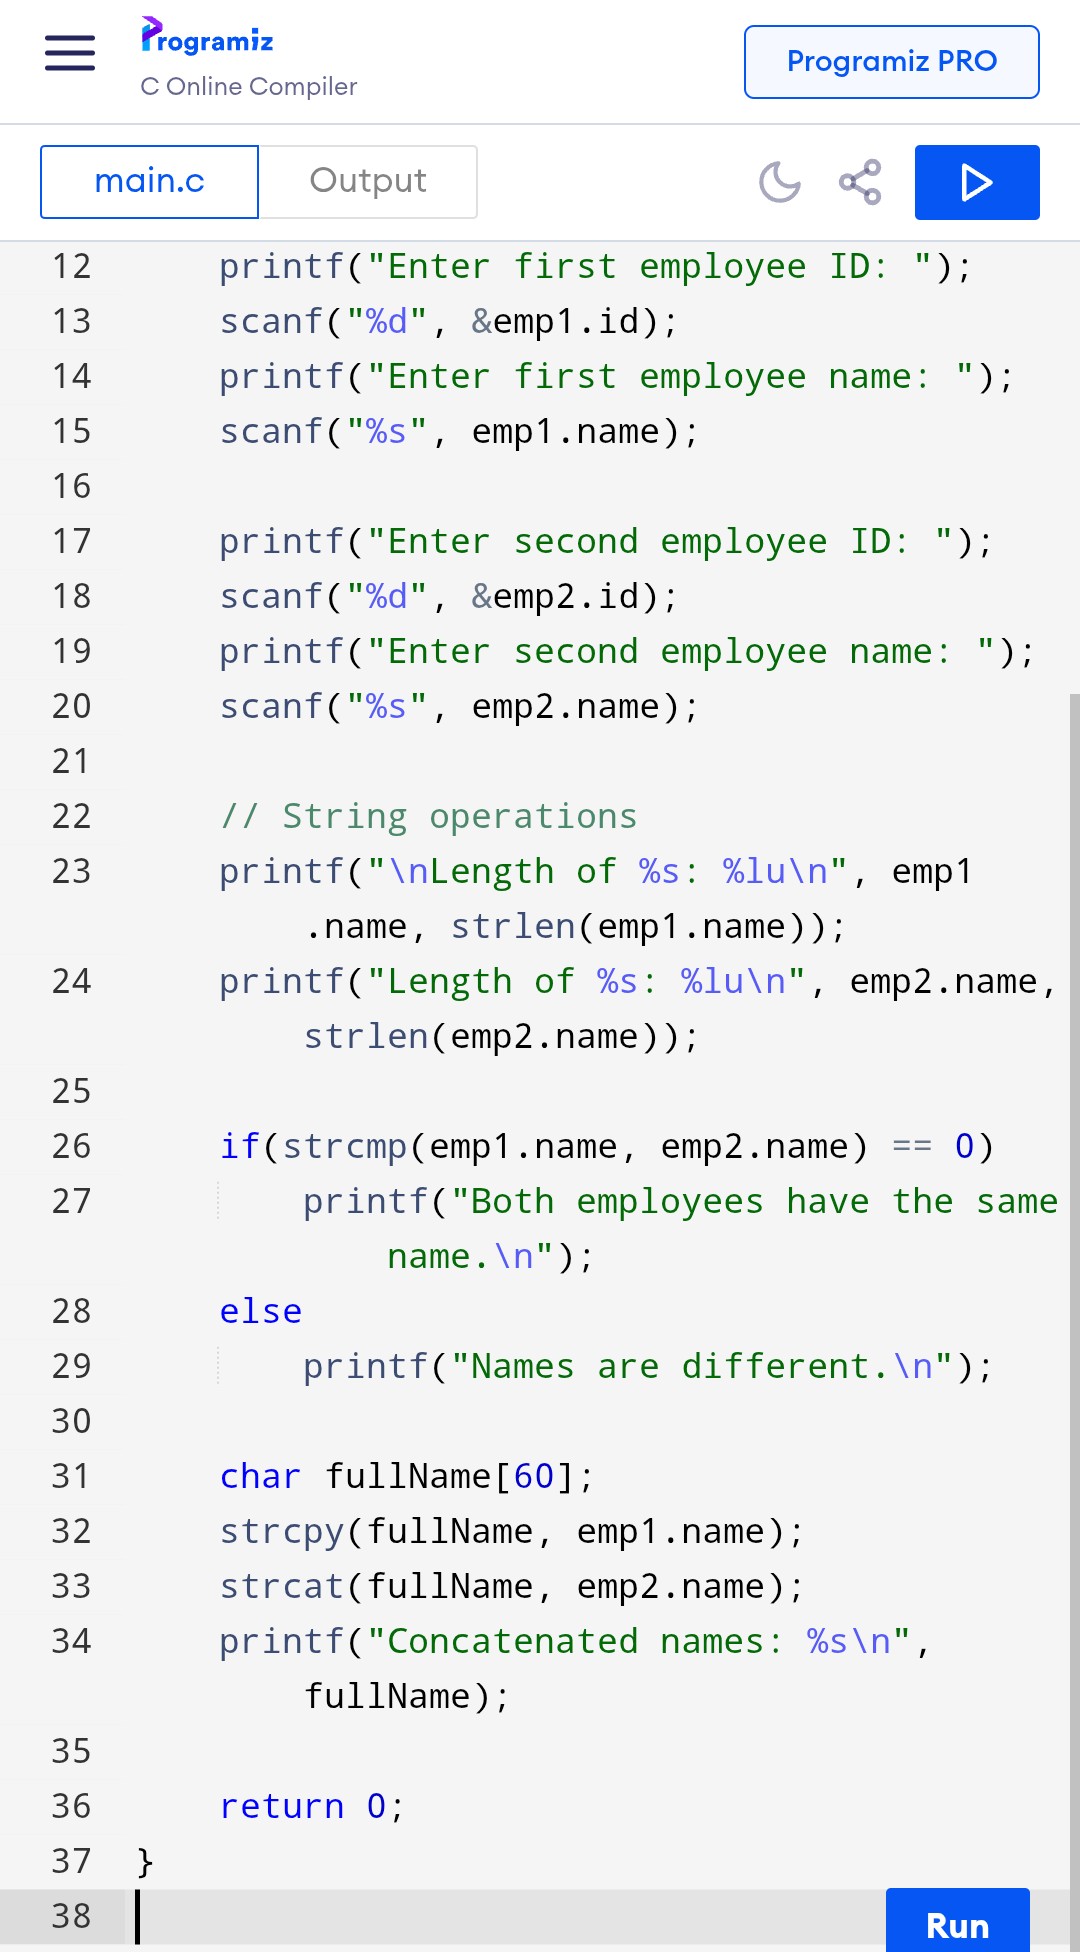 Programiz
C Online Compiler
Programiz PRO
main.c
Output
12 printf("Enter first employee ID: ");
13 scanf("%d", &emp1.id);
14 printf("Enter first employee name: ");
15 scanf("%s", emp1.name);
16
17 printf("Enter second employee ID: ");
18 scanf("%d", &emp2.id);
19 printf("Enter second employee name: ");
20 scanf("%s", emp2.name);
21
22 // String operations
23 printf("\nLength of %s: %lu\n", emp1
.name, strlen(emp1.name));
24 printf("Length of %s: %lu\n", emp2.name,
strlen(emp2.name));
25
26 if(strcmp(emp1.name, emp2.name) == 0)
27 printf("Both employees have the same
name.\n");
28 else
29 printf("Names are different.\n");
30
31 char fullName[60];
32 strcpy(fullName, emp1.name);
33 strcat(fullName, emp2.name);
34 printf("Concatenated names: %s\n",
fullName);
35
36 return 0;
37 }
38
Run